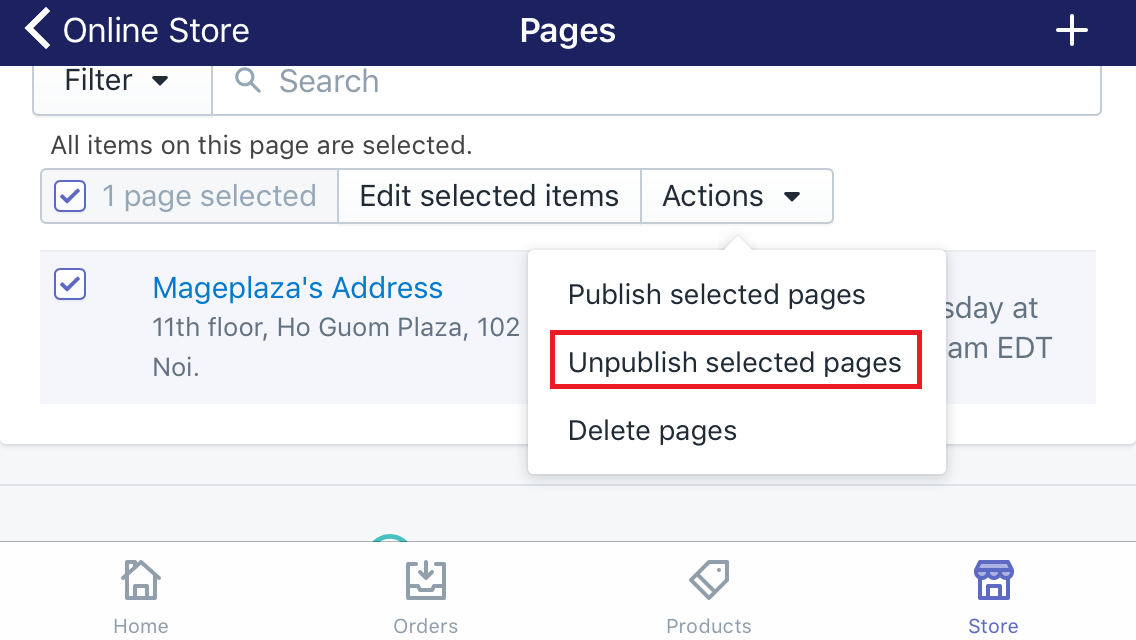 Online Store
Pages
Filter
Search
All items on this page are selected.
1 page selected
Edit selected items
Actions
Mageplaza's Address
11th floor, Ho Guom Plaza, 102
Noi.
sday at
am EDT
Publish selected pages
Unpublish selected pages
Delete pages
Home
Orders
Products
Store